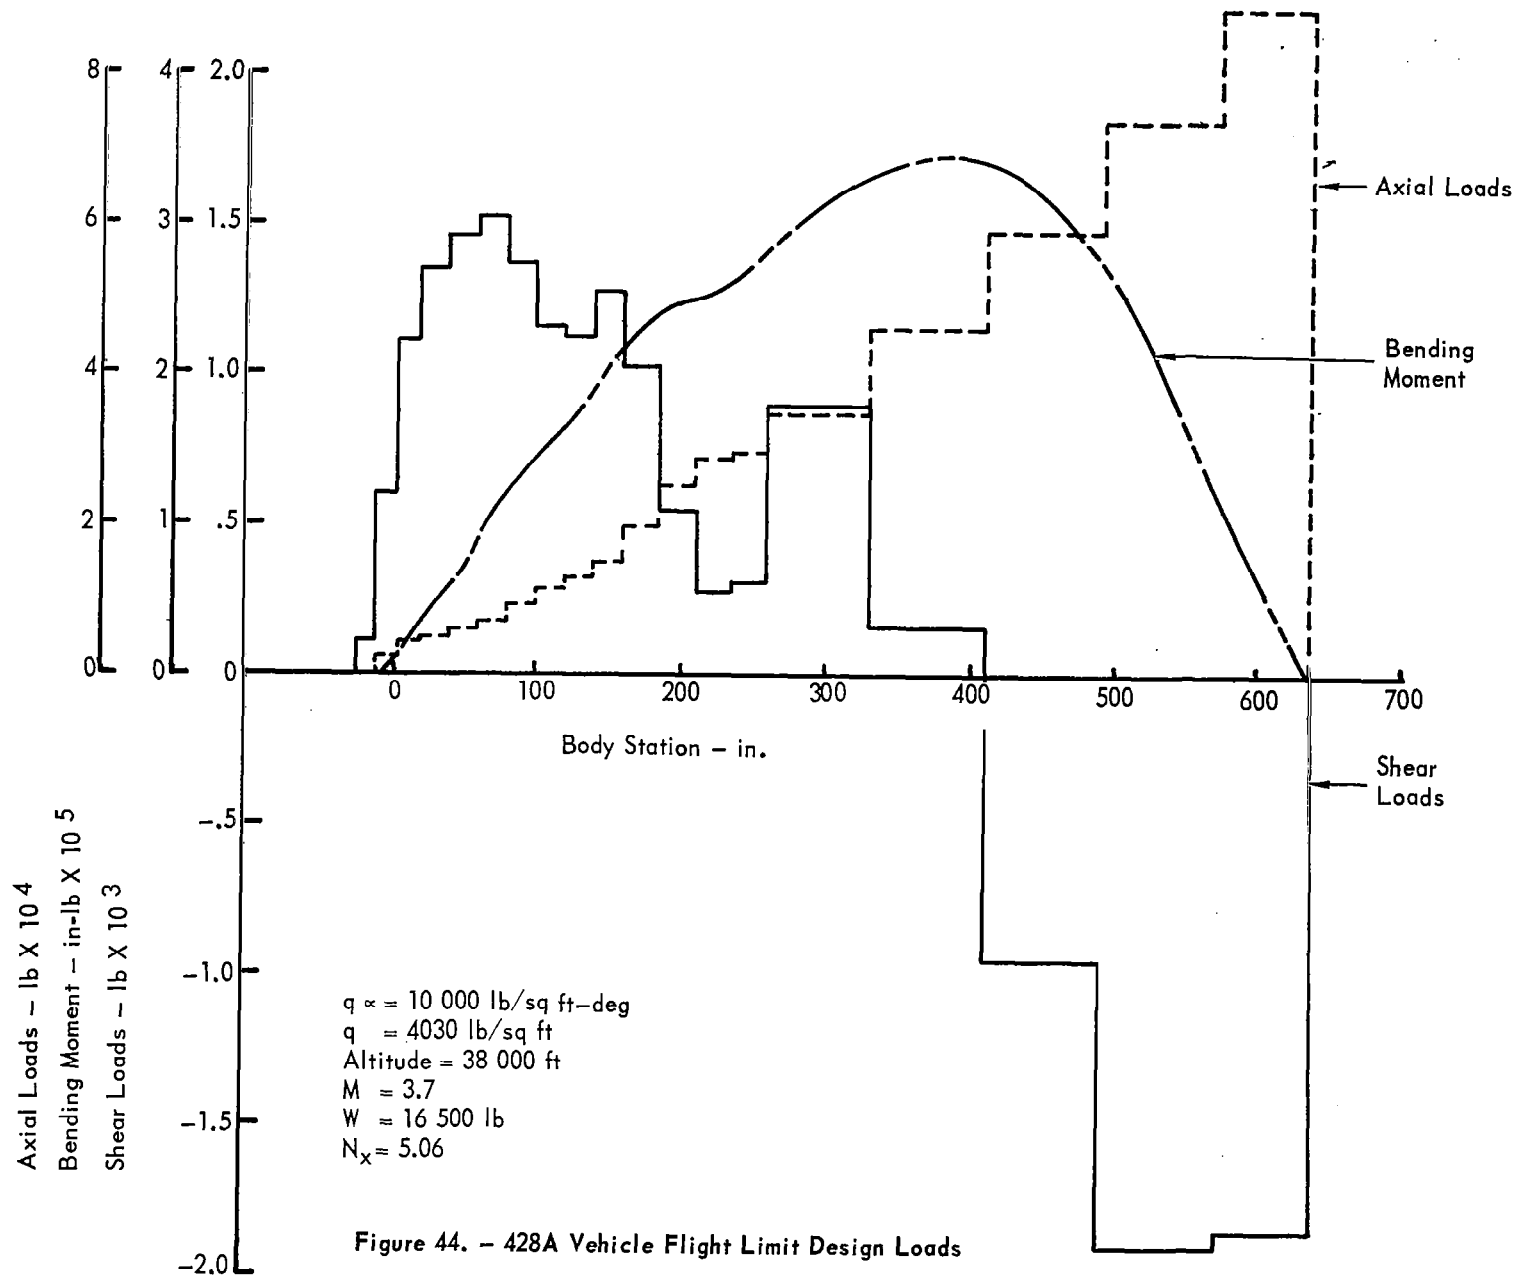 8 4 2.0
6 3 1.5
4 2 1.0
2 1 .5
0 0 0
0 100 200 300 400 500 600 700
Body Station – in.
-.5
-1.0
-1.5
-2.0
Axial Loads – lb X 10 4
Bending Moment – in-lb X 10 5
Shear Loads – lb X 10 3
Axial Loads
Bending
Moment
Shear
Loads
q ∝ = 10 000 lb/sq ft-deg
q = 4030 lb/sq ft
Altitude = 38 000 ft
M = 3.7
W = 16 500 lb
Nx = 5.06
Figure 44. – 428A Vehicle Flight Limit Design Loads